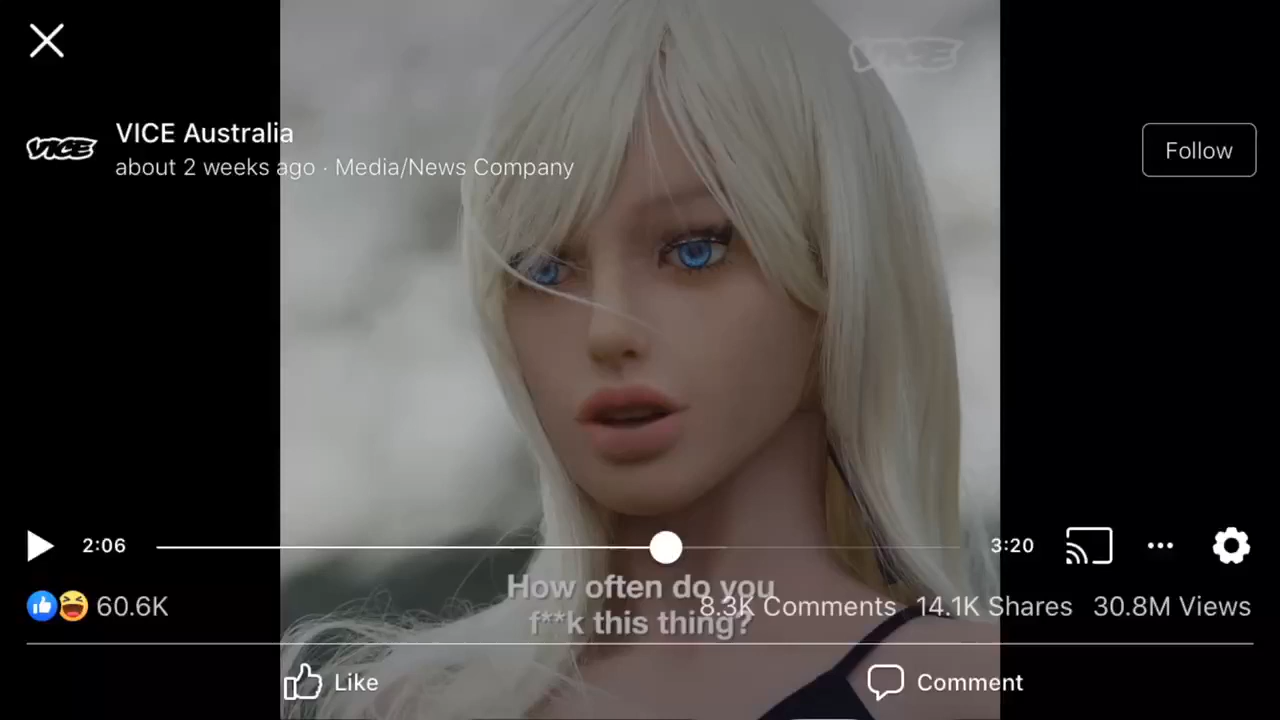 VICE
VICE Australia
VICE
about 2 weeks ago · Media/News Company
Follow
2:06
3:20
How often do you
f**k this thing?
60.6K
8.3K Comments
14.1K Shares
30.8M Views
Like
Comment